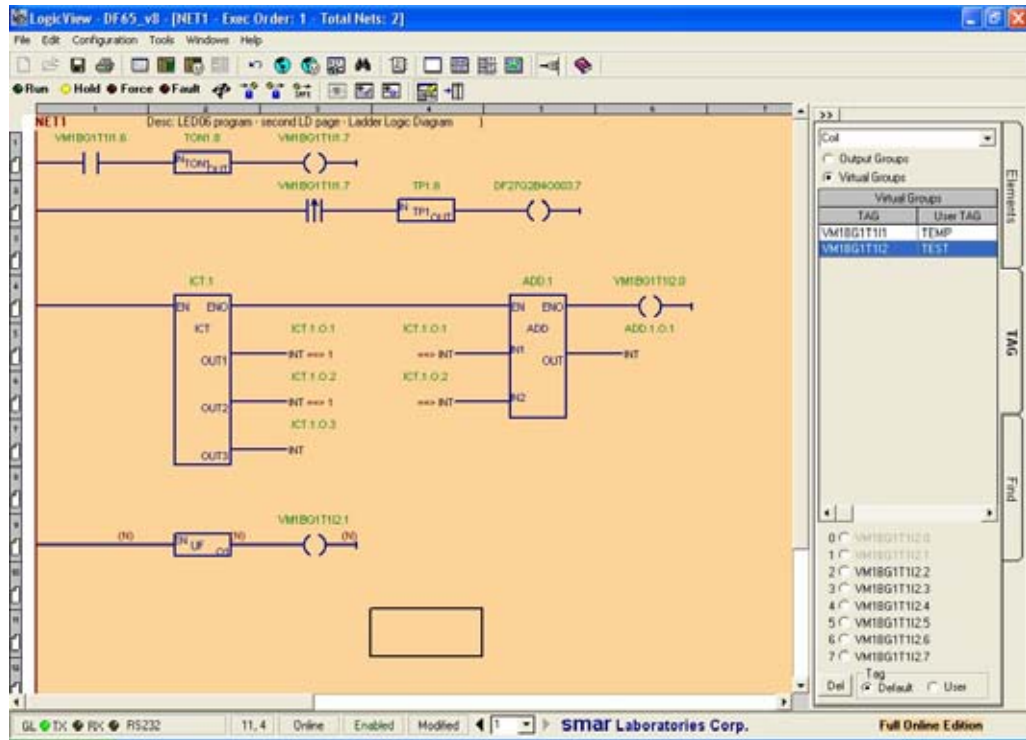 LogicView - DF65_v8 - [NET1 - Exec Order: 1 - Total Nets: 2]
File Edit Configuration Tools Windows Help
Run Hold Force Fault
NET1 Desc: LED06 program - second LD page - Ladder Logic Diagram ]
VM1B01T1I1.6 TON1.8 VM1B01T1I1.7
IN TON1 OUT
VM1B01T1I1.7 TP1.8 DF27G2B4O003.7
IN TP1 OUT
ICT.1 ADD.1 VM1B01T1I2.0
EN ENO EN ENO
ICT ICT.1.O.1 ICT.1.O.1 ADD ADD.1.O.1
OUT1 INT ==> 1 ==> INT IN1 OUT INT
ICT.1.O.2 ICT.1.O.2
OUT2 INT ==> 1 ==> INT IN2
ICT.1.O.3
OUT3 INT
VM1B01T1I2.1
(N) IN UF (N) (N)
>>
Coil
Output Groups
Virtual Groups
Virtual Groups
TAG User TAG
VM1BG1T1I1 TEMP
VM1BG1T1I2 TEST
Elements
TAG
Find
0 VM1BG1T1I2.0
1 VM1BG1T1I2.1
2 VM1BG1T1I2.2
3 VM1BG1T1I2.3
4 VM1BG1T1I2.4
5 VM1BG1T1I2.5
6 VM1BG1T1I2.6
7 VM1BG1T1I2.7
Tag
Del Default User
GL TX RX RS232 11, 4 Online Enabled Modified 1 smar Laboratories Corp. Full Online Edition